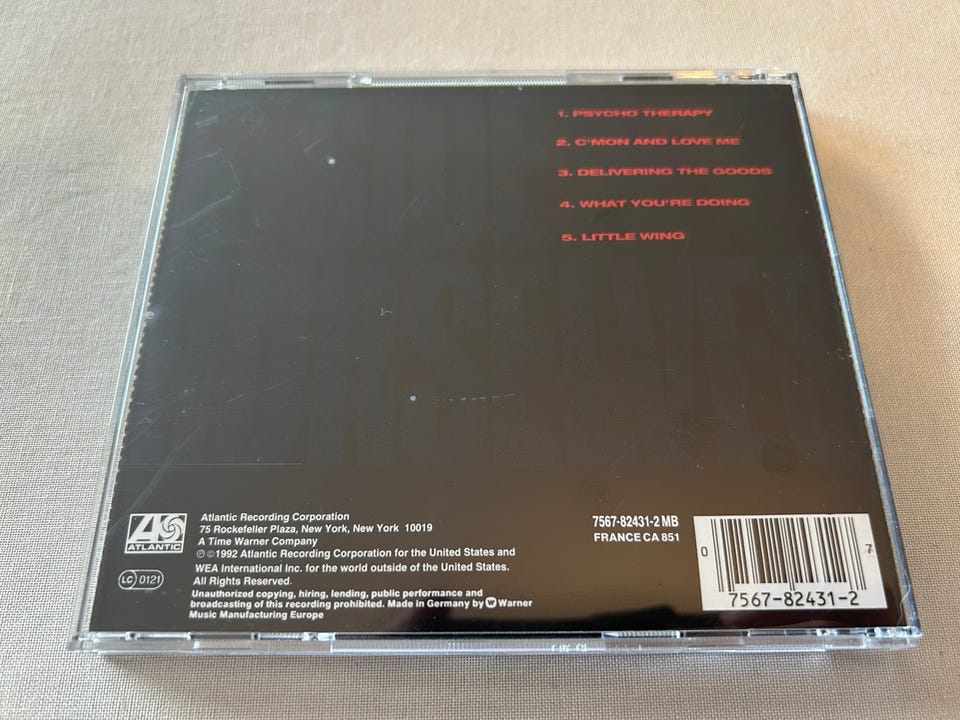 1. PSYCHO THERAPY
2. C'MON AND LOVE ME
3. DELIVERING THE GOODS
4. WHAT YOU'RE DOING
5. LITTLE WING
ATLANTIC
Atlantic Recording Corporation
75 Rockefeller Plaza, New York, New York 10019
A Time Warner Company
℗©1992 Atlantic Recording Corporation for the United States and
WEA International Inc. for the world outside of the United States.
All Rights Reserved.
Unauthorized copying, hiring, lending, public performance and
broadcasting of this recording prohibited. Made in Germany by Warner
Music Manufacturing Europe
LC 0121
7567-82431-2 MB
FRANCE CA 851
0 7
7567-82431-2